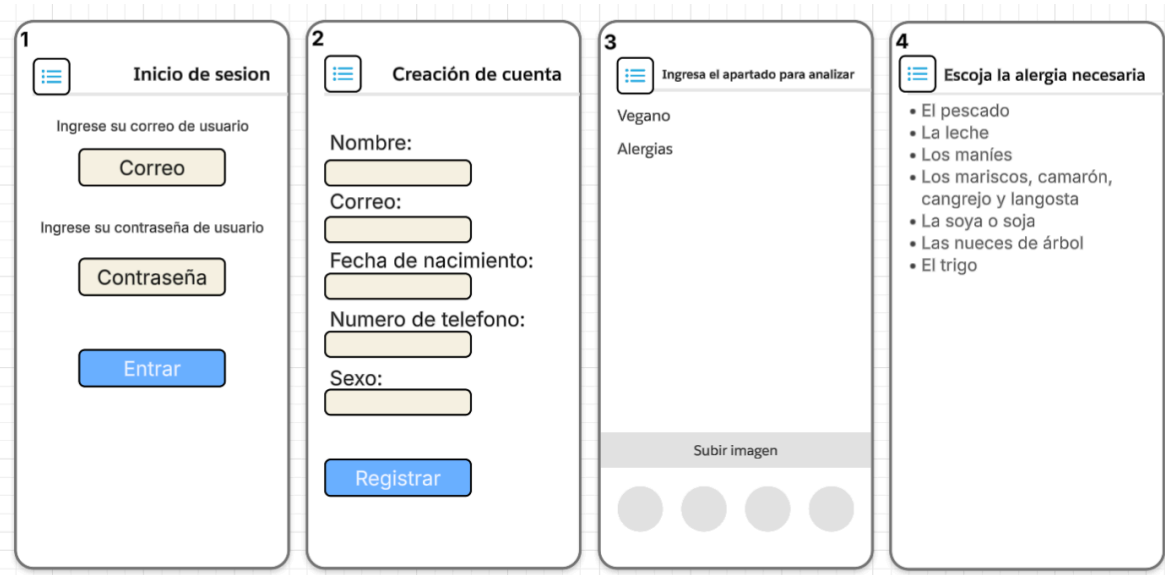 1
Inicio de sesion
Ingrese su correo de usuario
Correo
Ingrese su contraseña de usuario
Contraseña
Entrar
2
Creación de cuenta
Nombre:
Correo:
Fecha de nacimiento:
Numero de telefono:
Sexo:
Registrar
3
Ingresa el apartado para analizar
Vegano
Alergias
Subir imagen
4
Escoja la alergia necesaria
• El pescado
• La leche
• Los maníes
• Los mariscos, camarón,
cangrejo y langosta
• La soya o soja
• Las nueces de árbol
• El trigo